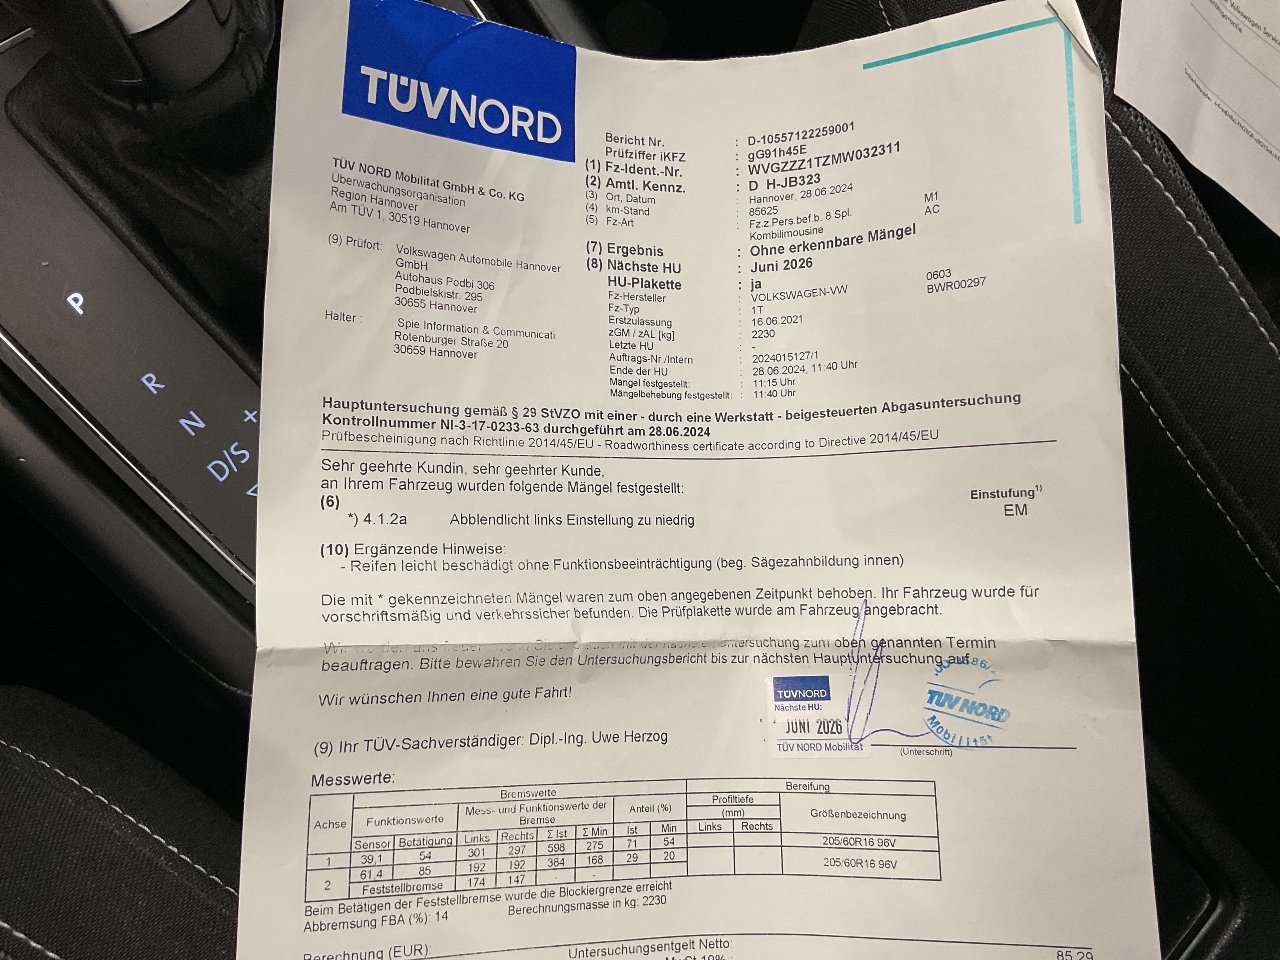 TÜVNORD
TÜV NORD Mobilität GmbH & Co. KG
Überwachungsorganisation
Region Hannover
Am TÜV 1, 30519 Hannover
(9) Prüfort: Volkswagen Automobile Hannover
GmbH
Autohaus Podbi 306
Podbielskistr. 295
30655 Hannover
Halter : Spie Information & Communicati
Rotenburger Straße 20
30659 Hannover
Bericht Nr. : D-10557122259001
Prüfziffer iKFZ : gG91h45E
(1) Fz-Ident.-Nr. : WVGZZZ1TZMW032311
(2) Amtl. Kennz. : D H-JB323
(3) Ort, Datum : Hannover, 28.06.2024
(4) km-Stand : 85625 M1
(5) Fz-Art : Fz.z.Pers.bef.b. 8 Spl. AC
Kombilimousine
(7) Ergebnis : Ohne erkennbare Mängel
(8) Nächste HU : Juni 2026
HU-Plakette : ja
Fz-Hersteller : VOLKSWAGEN-VW 0603
Fz-Typ : 1T BWR00297
Erstzulassung : 16.06.2021
zGM / zAL [kg] : 2230
Letzte HU : -
Auftrags-Nr./Intern : 2024015127/1
Ende der HU : 28.06.2024, 11:40 Uhr
Mängel festgestellt: : 11:15 Uhr
Mängelbehebung festgestellt: : 11:40 Uhr
Hauptuntersuchung gemäß § 29 StVZO mit einer - durch eine Werkstatt - beigesteuerten Abgasuntersuchung
Kontrollnummer NI-3-17-0233-63 durchgeführt am 28.06.2024
Prüfbescheinigung nach Richtlinie 2014/45/EU - Roadworthiness certificate according to Directive 2014/45/EU
Sehr geehrte Kundin, sehr geehrter Kunde,
an Ihrem Fahrzeug wurden folgende Mängel festgestellt:
(6) Einstufung1)
*) 4.1.2a Abblendlicht links Einstellung zu niedrig EM
(10) Ergänzende Hinweise:
- Reifen leicht beschädigt ohne Funktionsbeeinträchtigung (beg. Sägezahnbildung innen)
Die mit * gekennzeichneten Mängel waren zum oben angegebenen Zeitpunkt behoben. Ihr Fahrzeug wurde für
vorschriftsmäßig und verkehrssicher befunden. Die Prüfplakette wurde am Fahrzeug angebracht.
zum oben genannten Termin
beauftragen. Bitte bewahren Sie den Untersuchungsbericht bis zur nächsten Hauptuntersuchung auf
Wir wünschen Ihnen eine gute Fahrt!
TÜVNORD
Nächste HU:
JUNI 2026
TÜV NORD Mobilität
TÜV NORD
Mobilität
(Unterschrift)
(9) Ihr TÜV-Sachverständiger: Dipl.-Ing. Uwe Herzog
Messwerte:
Achse Bremswerte Bereifung
Funktionswerte Mess- und Funktionswerte der Bremse Anteil (%) Profiltiefe (mm) Größenbezeichnung
Sensor Betätigung Links Rechts Σ Ist Σ Min Ist Min Links Rechts
1 39,1 54 301 297 598 275 71 54 205/60R16 96V
2 61,4 85 192 192 384 168 29 20 205/60R16 96V
Feststellbremse 174 147 - -
Beim Betätigen der Feststellbremse wurde die Blockiergrenze erreicht
Abbremsung FBA (%): 14 Berechnungsmasse in kg: 2230
Berechnung (EUR): Untersuchungsentgelt Netto: 85,29
P
R
N
D/S
+